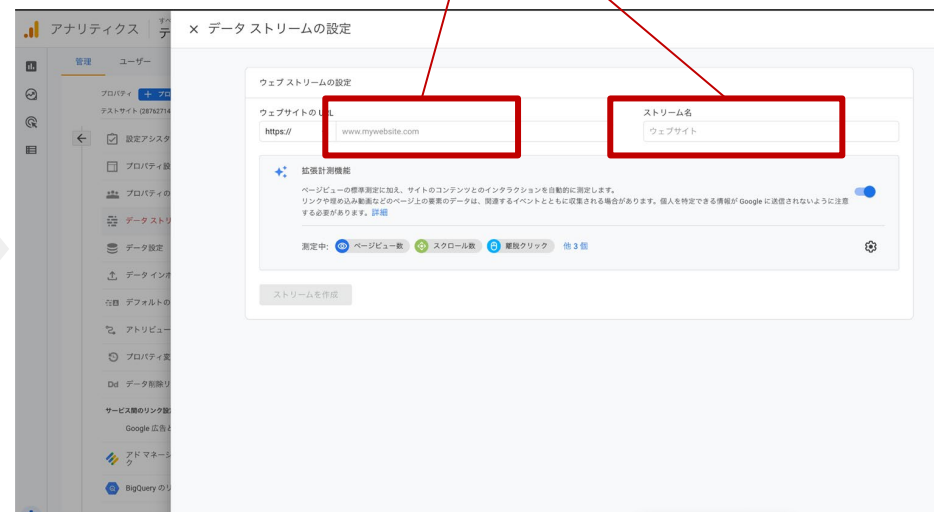 アナリティクス
データ ストリームの設定
管理
ユーザー
プロパティ
テストサイト (28762714
設定アシスタ
プロパティ設
プロパティの
データ ストリ
データ設定
データ インポ
デフォルトの
アトリビュー
プロパティ変
Dd データ削除リ
サービス間のリンク設
Google 広告と
アド マネージ
ク
BigQuery のリ
ウェブ ストリームの設定
ウェブサイトの URL
ストリーム名
https://
www.mywebsite.com
ウェブサイト
拡張計測機能
ページビューの標準測定に加え、サイトのコンテンツとのインタラクションを自動的に測定します。
リンクや埋め込み動画などのページ上の要素のデータは、関連するイベントとともに収集される場合があります。個人を特定できる情報が Google に送信されないように注意
する必要があります。詳細
測定中: ページビュー数 スクロール数 離脱クリック 他 3 個
ストリームを作成